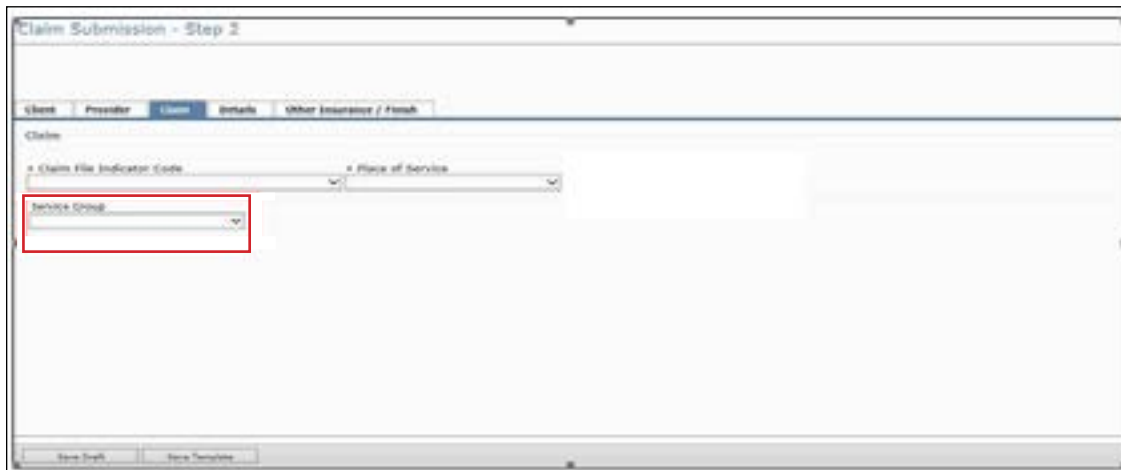 Claim Submission - Step 2
Client Provider Claim Details Other Insurance / Finish
Claim
* Claim File Indicator Code * Place of Service
Service Group
Save Draft Save Template